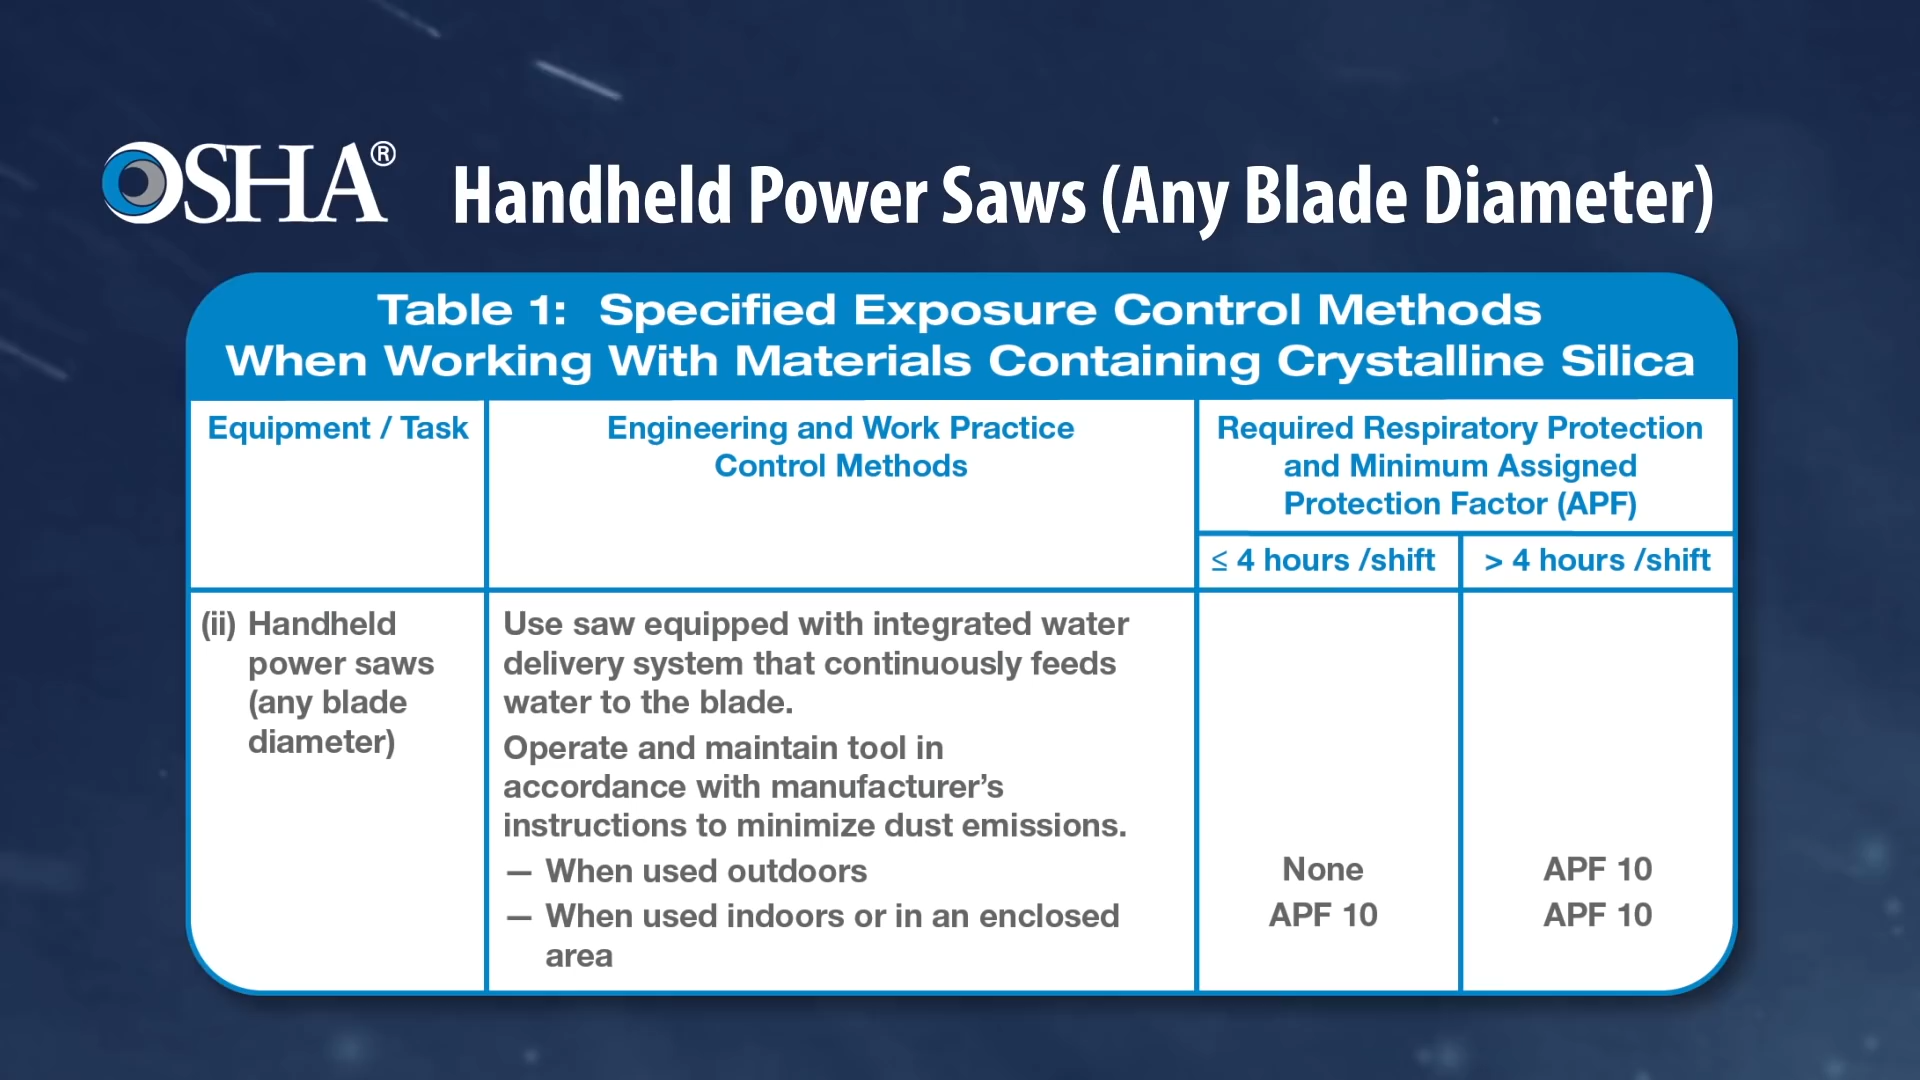 OSHA®
Handheld Power Saws (Any Blade Diameter)
Table 1: Specified Exposure Control Methods
When Working With Materials Containing Crystalline Silica
Equipment / Task
Engineering and Work Practice
Control Methods
Required Respiratory Protection
and Minimum Assigned
Protection Factor (APF)
≤ 4 hours /shift
> 4 hours /shift
(ii) Handheld
power saws
(any blade
diameter)
Use saw equipped with integrated water
delivery system that continuously feeds
water to the blade.
Operate and maintain tool in
accordance with manufacturer’s
instructions to minimize dust emissions.
— When used outdoors
None
APF 10
— When used indoors or in an enclosed
area
APF 10
APF 10